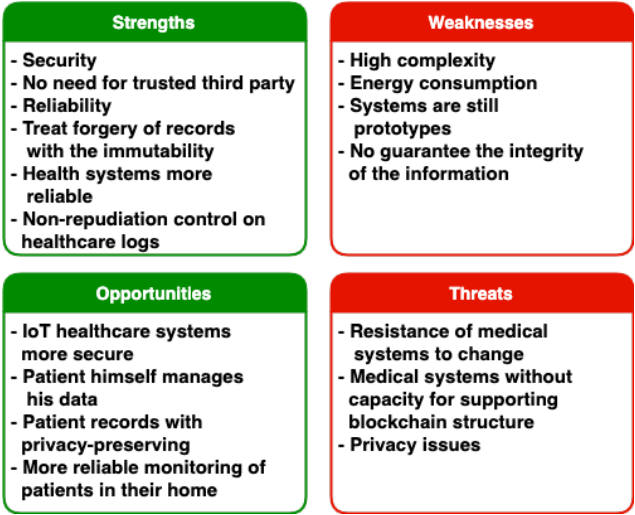 Strengths
- Security
- No need for trusted third party
- Reliability
- Treat forgery of records
with the immutability
- Health systems more
reliable
- Non-repudiation control on
healthcare logs
Weaknesses
- High complexity
- Energy consumption
- Systems are still
prototypes
- No guarantee the integrity
of the information
Opportunities
- IoT healthcare systems
more secure
- Patient himself manages
his data
- Patient records with
privacy-preserving
- More reliable monitoring of
patients in their home
Threats
- Resistance of medical
systems to change
- Medical systems without
capacity for supporting
blockchain structure
- Privacy issues